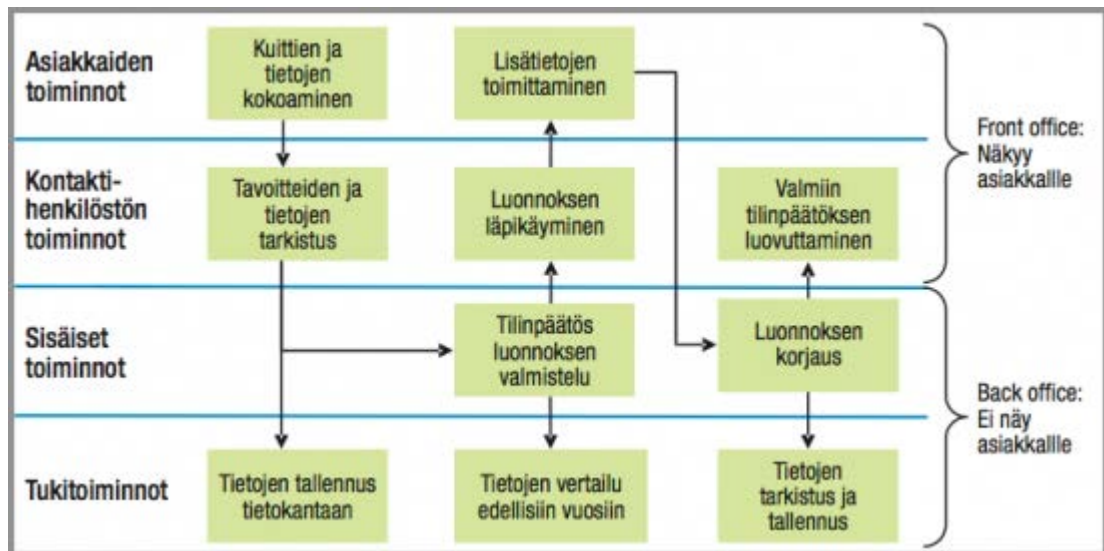 Asiakkaiden
toiminnot
Kuittien ja
tietojen
kokoaminen
Lisätietojen
toimittaminen
Kontakti-
henkilöstön
toiminnot
Tavoitteiden ja
tietojen
tarkistus
Luonnoksen
läpikäyminen
Valmiin
tilinpäätöksen
luovuttaminen
Front office:
Näkyy
asiakkallle
Sisäiset
toiminnot
Tilinpäätös
luonnoksen
valmistelu
Luonnoksen
korjaus
Back office:
Ei näy
asiakkallle
Tukitoiminnot
Tietojen tallennus
tietokantaan
Tietojen vertailu
edellisiin vuosiin
Tietojen
tarkistus ja
tallennus